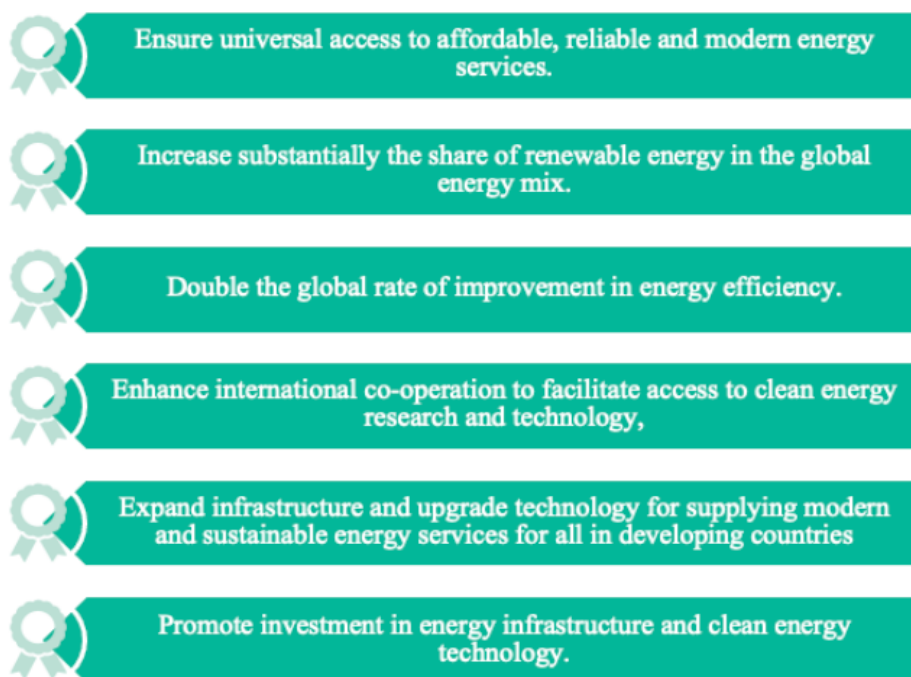 Ensure universal access to affordable, reliable and modern energy
services.
Increase substantially the share of renewable energy in the global
energy mix.
Double the global rate of improvement in energy efficiency.
Enhance international co-operation to facilitate access to clean energy
research and technology,
Expand infrastructure and upgrade technology for supplying modern
and sustainable energy services for all in developing countries
Promote investment in energy infrastructure and clean energy
technology.